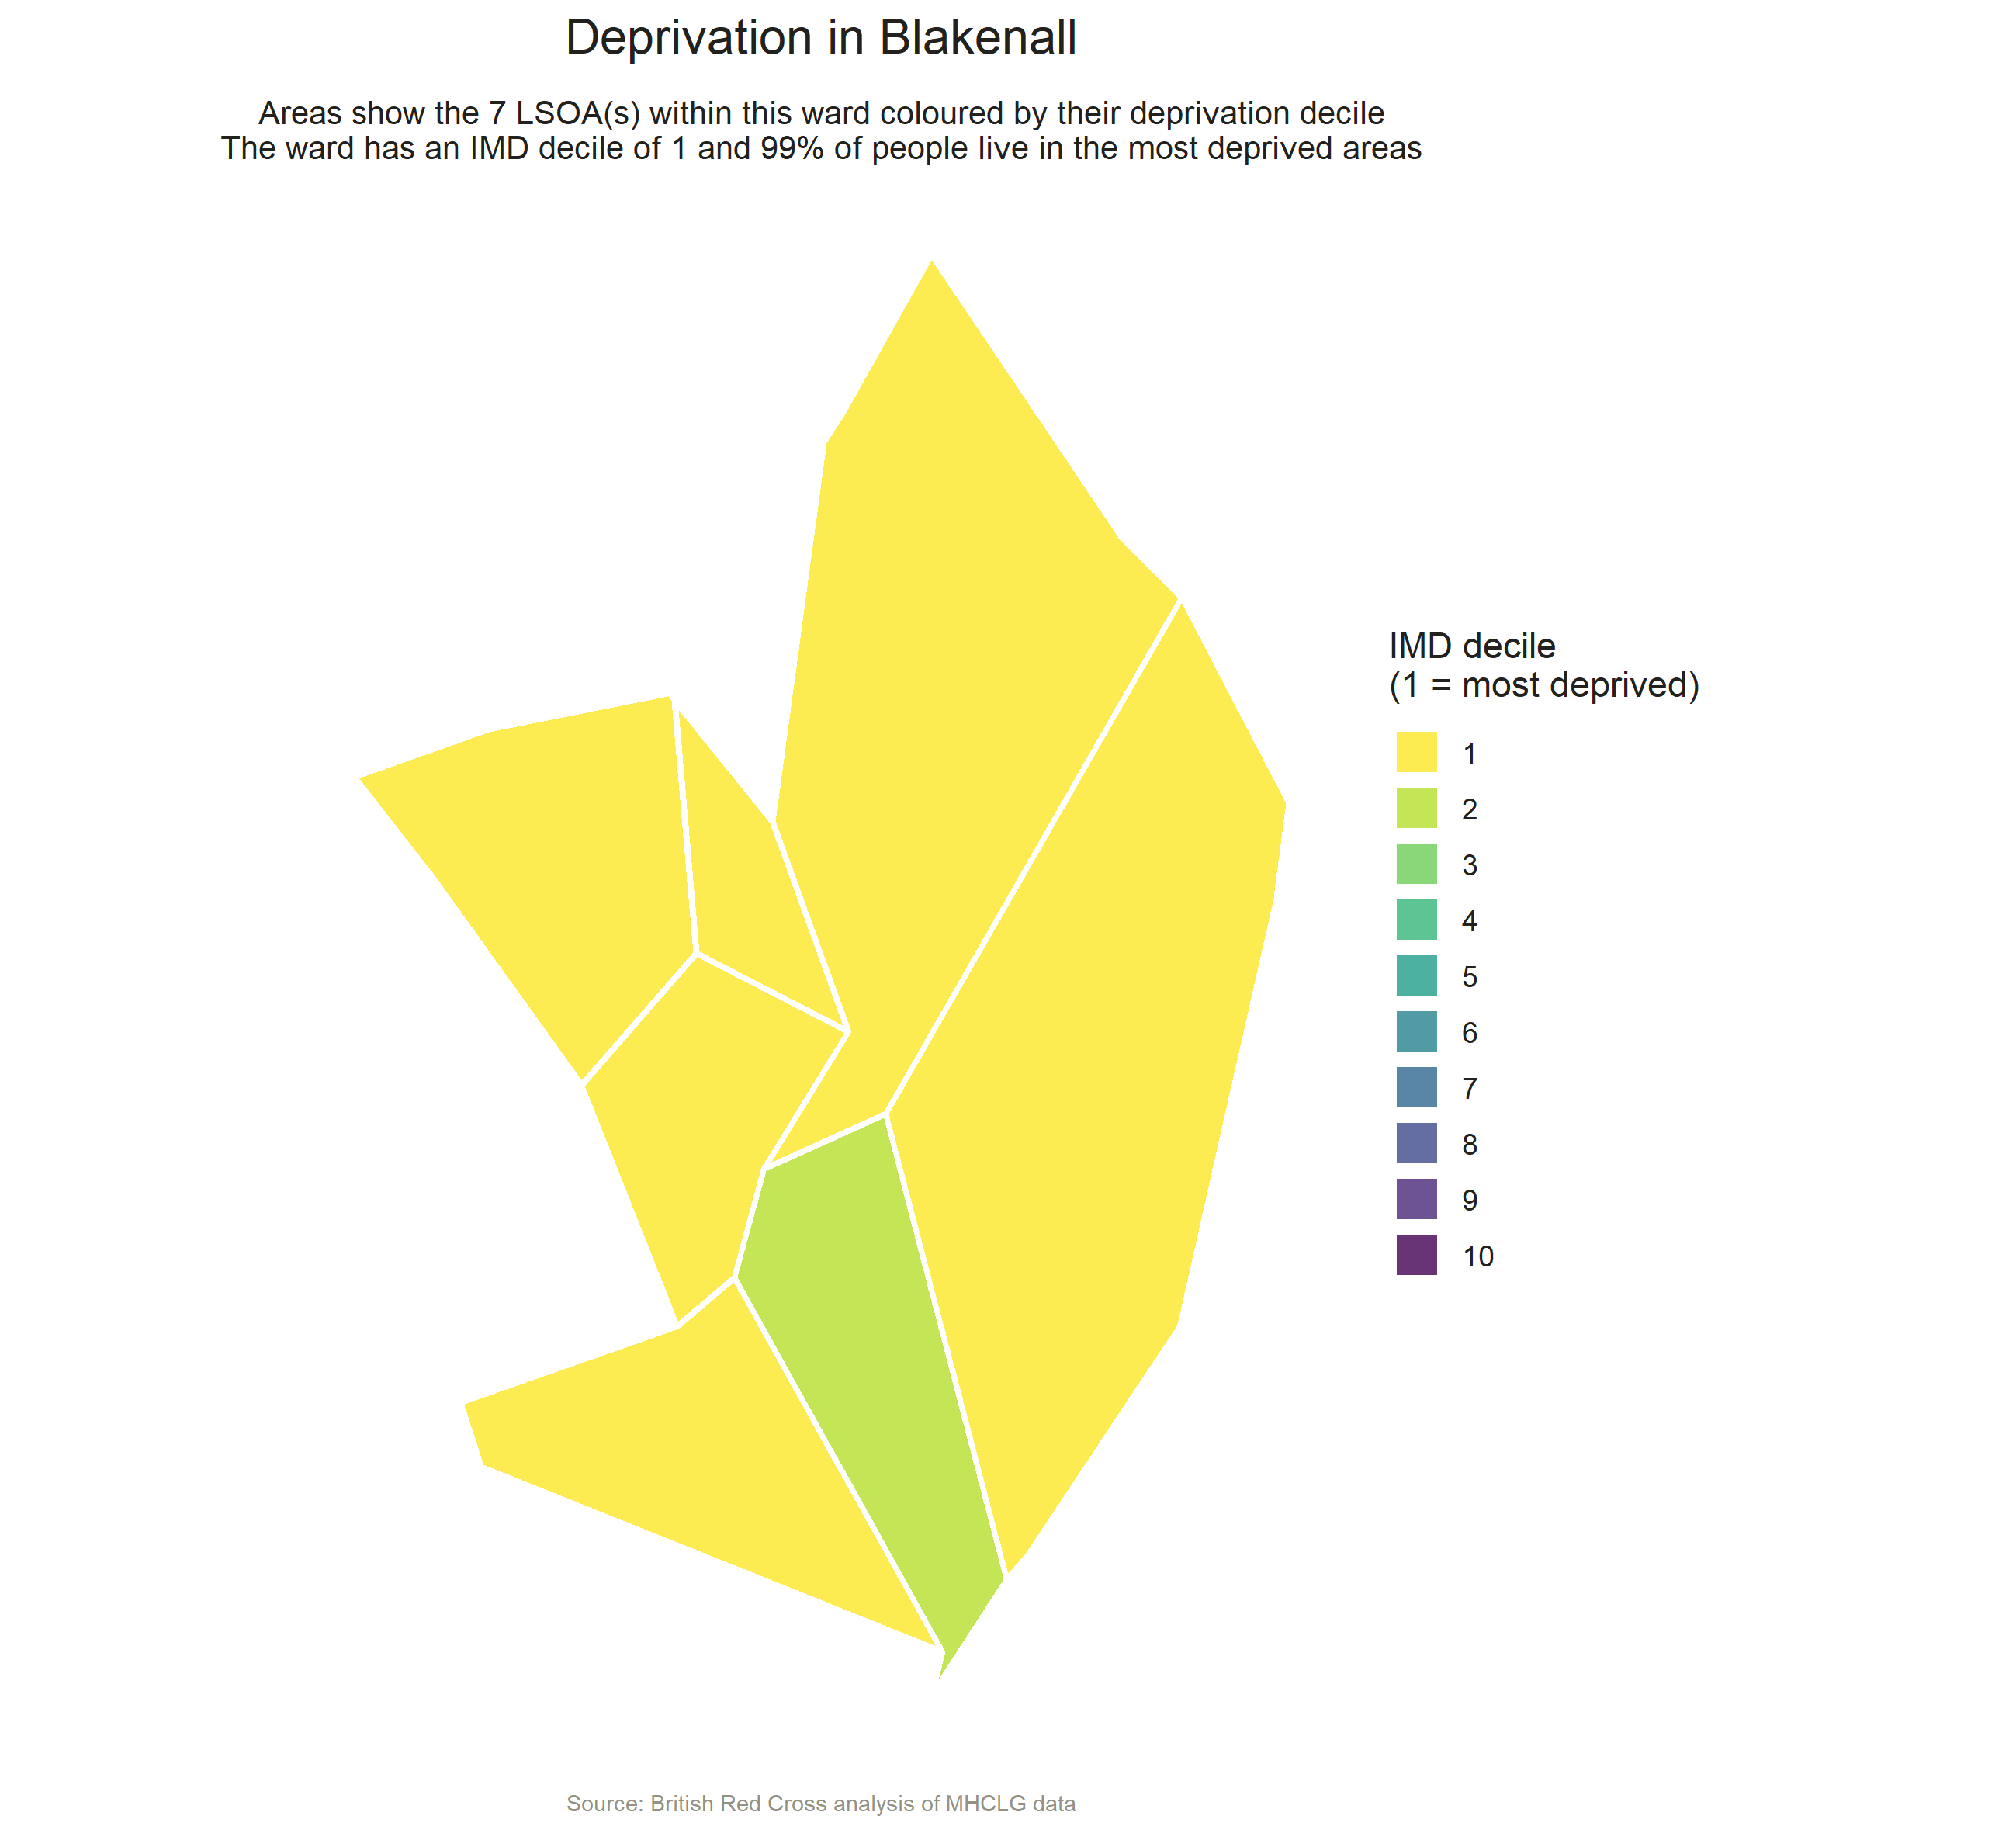 Deprivation in Blakenall
Areas show the 7 LSOA(s) within this ward coloured by their deprivation decile
The ward has an IMD decile of 1 and 99% of people live in the most deprived areas
IMD decile
(1 = most deprived)
1
2
3
4
5
6
7
8
9
10
Source: British Red Cross analysis of MHCLG data